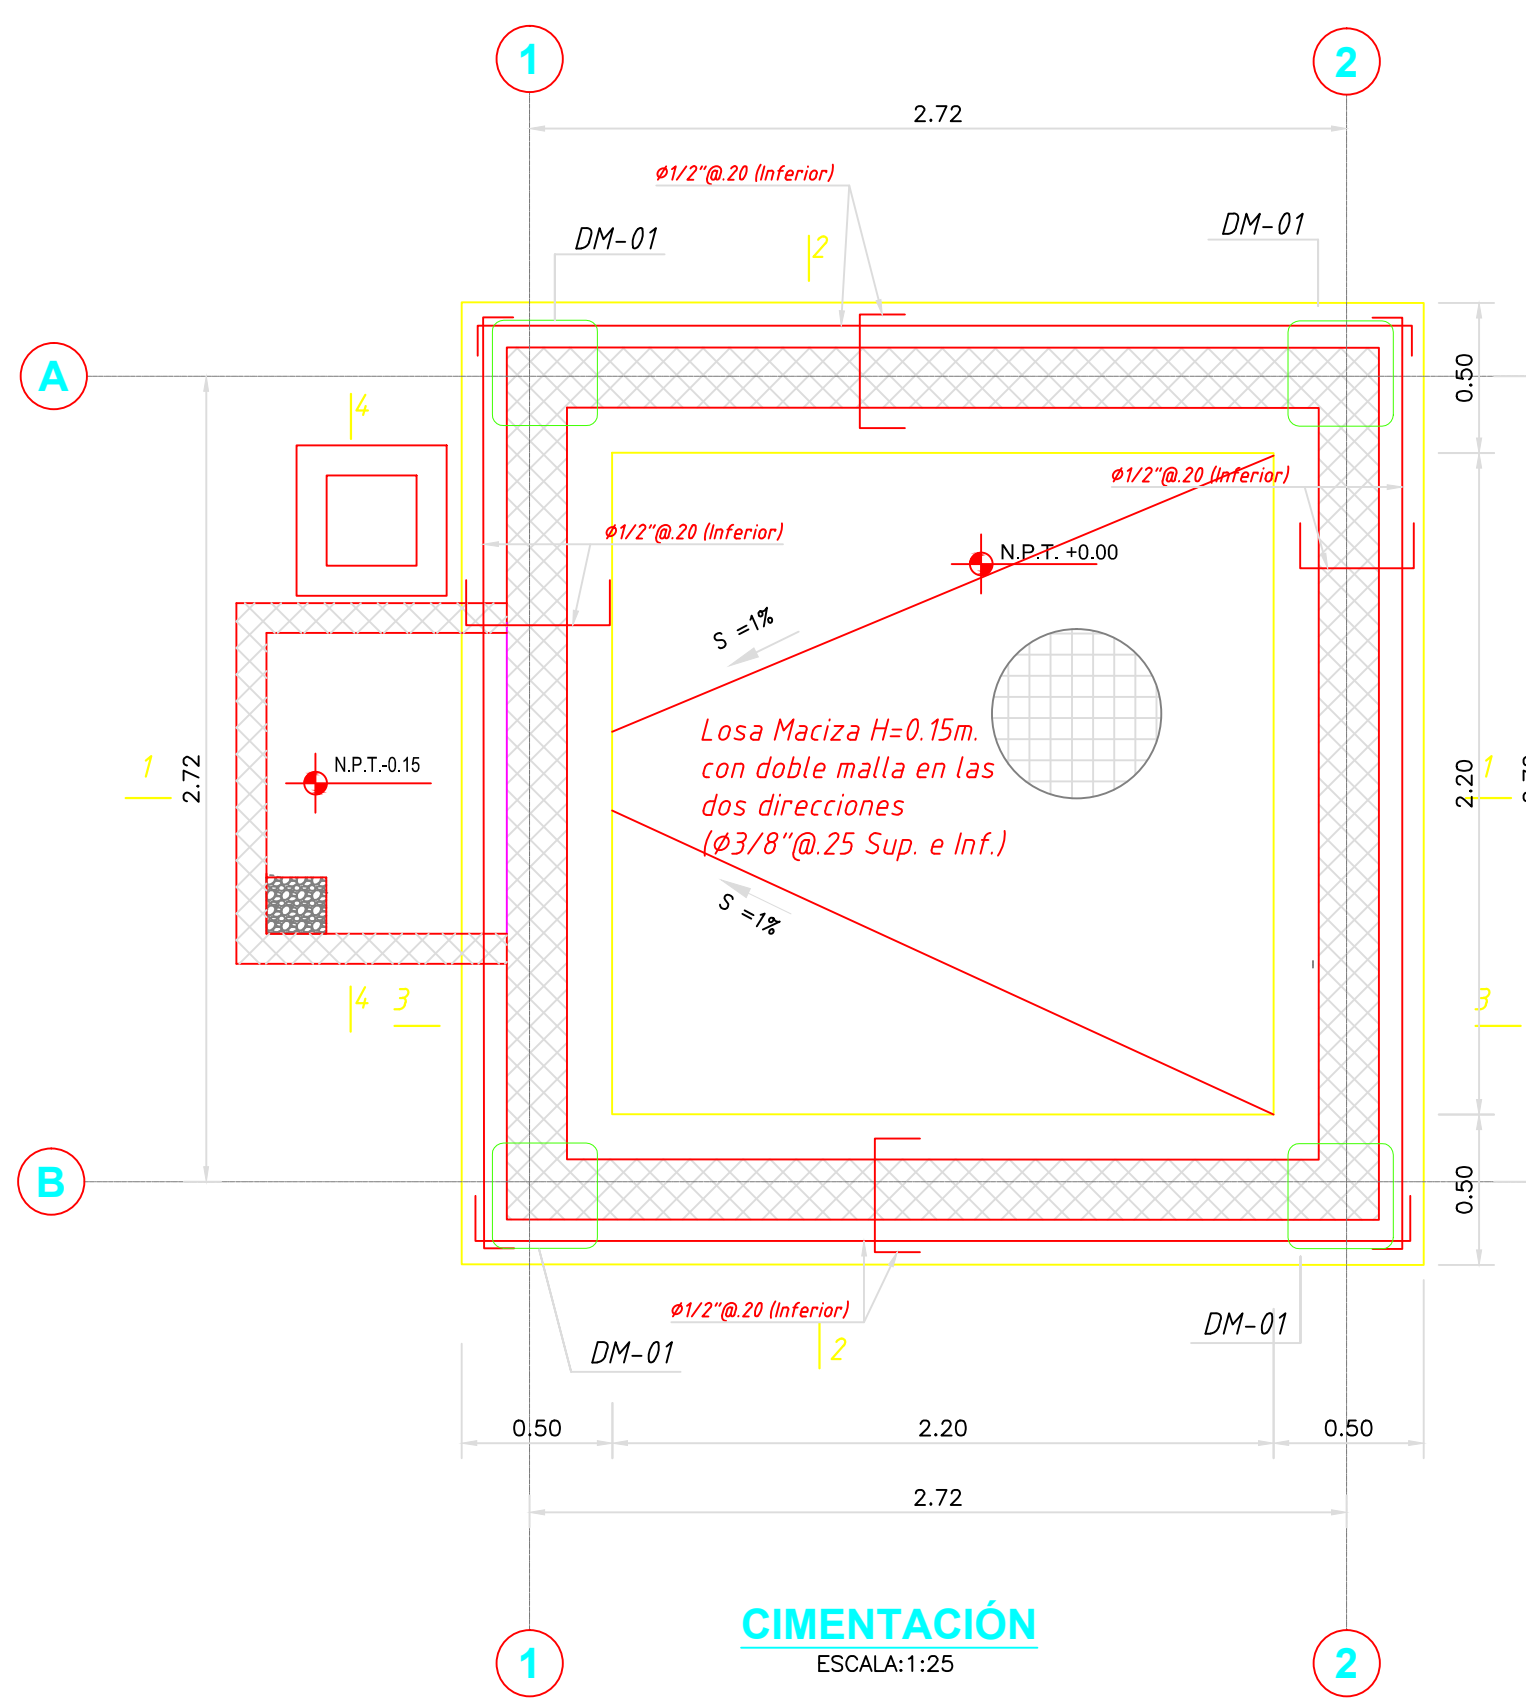 1
2
2.72
ø1/2"@.20 (Inferior)
DM-01
2
DM-01
A
0.50
4
ø1/2"@.20 (Inferior)
ø1/2"@.20 (Inferior)
N.P.T. +0.00
S =1%
Losa Maciza H=0.15m.
con doble malla en las
dos direcciones
(ø3/8"@.25 Sup. e Inf.)
1
2.72
N.P.T.-0.15
2.20
1
S =1%
4
3
3
B
0.50
ø1/2"@.20 (Inferior)
DM-01
2
DM-01
0.50
2.20
0.50
2.72
CIMENTACIÓN
ESCALA:1:25
1
2